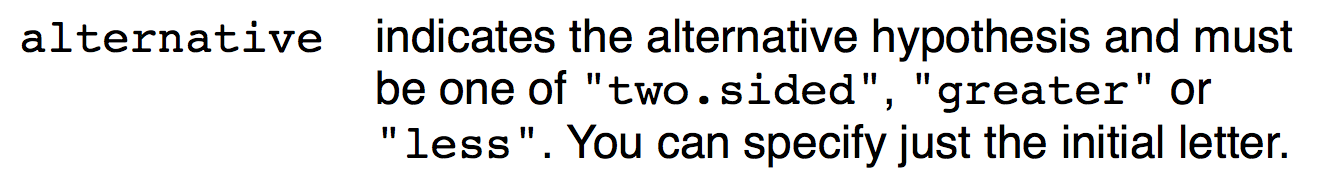 alternative indicates the alternative hypothesis and must
be one of "two.sided", "greater" or
"less". You can specify just the initial letter.